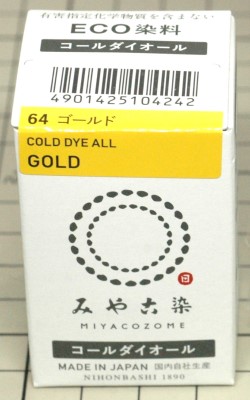 有害指定化学物質を含まない
ECO染料
コールダイオール
4901425104242
64 ゴールド
COLD DYE ALL
GOLD
みや古染
MIYACOZOME
コールダイオール
MADE IN JAPAN 国内自社生産
NIHONBASHI 1890